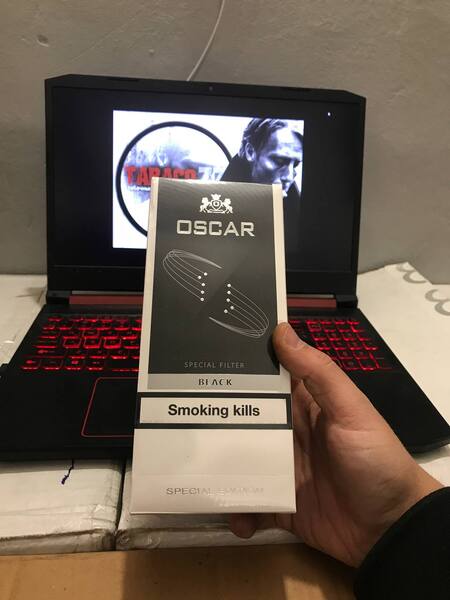 TABACO
OSCAR
SPECIAL FILTER
BLACK
Smoking kills